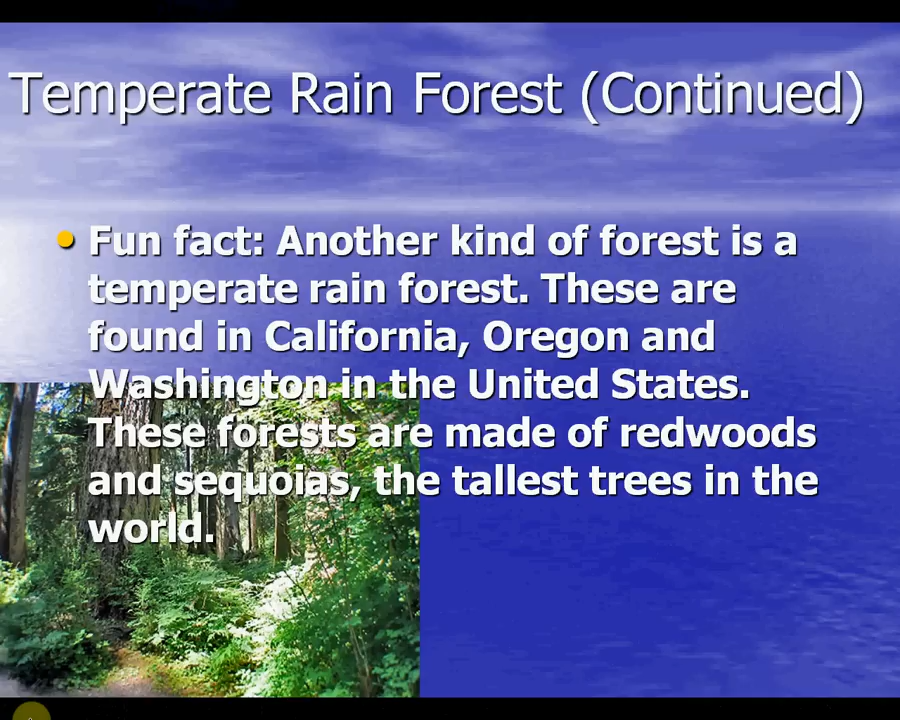 Temperate Rain Forest (Continued)
Fun fact: Another kind of forest is a
temperate rain forest. These are
found in California, Oregon and
Washington in the United States.
These forests are made of redwoods
and sequoias, the tallest trees in the
world.